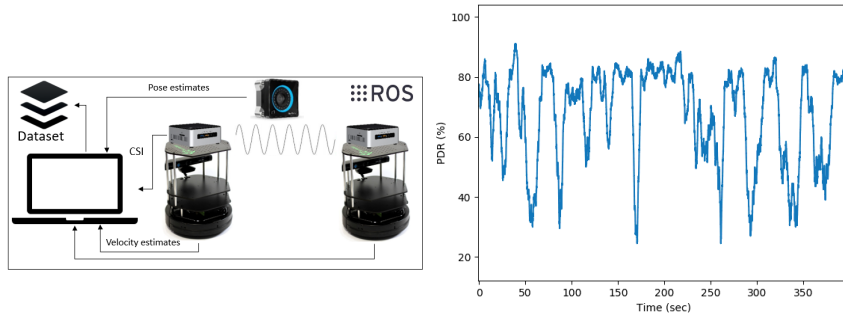 Pose estimates
ROS
Dataset
CSI
Velocity estimates
PDR (%)
100
80
60
40
20
0 50 100 150 200 250 300 350
Time (sec)